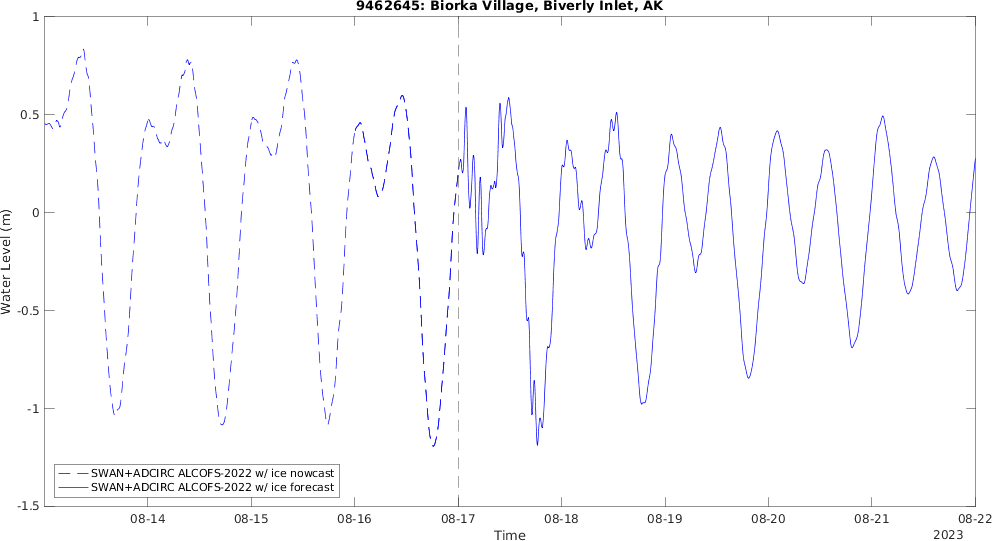 9462645: Biorka Village, Biverly Inlet, AK
1
0.5
0
-0.5
-1
-1.5
Water Level (m)
SWAN+ADCIRC ALCOFS-2022 w/ ice nowcast
SWAN+ADCIRC ALCOFS-2022 w/ ice forecast
08-14 08-15 08-16 08-17 08-18 08-19 08-20 08-21 08-22
Time
2023